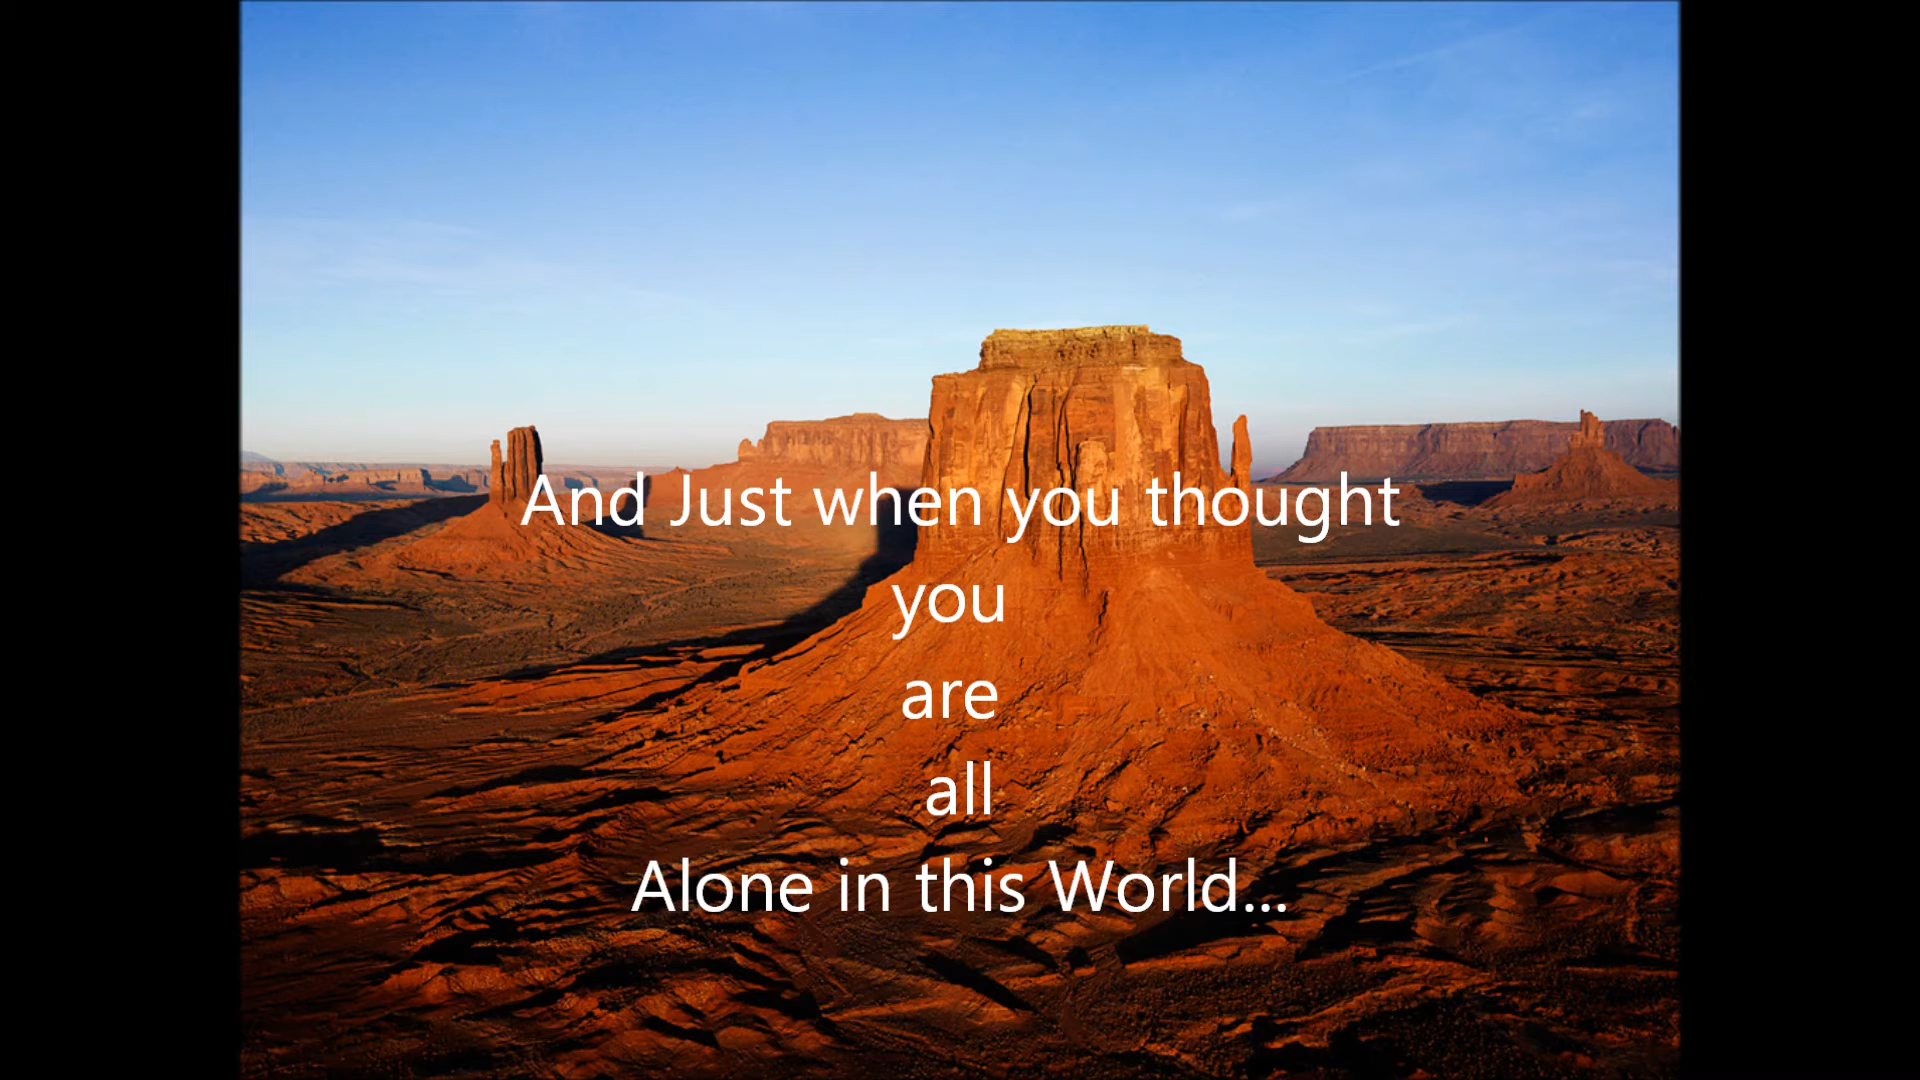 And Just when you thought
you
are
all
Alone in this World...